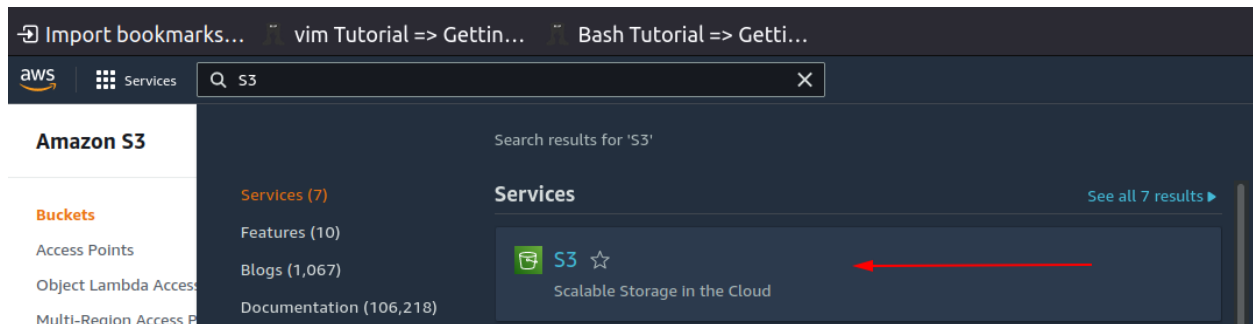 Import bookmarks... vim Tutorial => Gettin... Bash Tutorial => Getti...
aws Services S3
Amazon S3
Buckets
Access Points
Object Lambda Acces
Multi-Region Access P
Search results for 'S3'
Services (7)
Features (10)
Blogs (1,067)
Documentation (106,218)
Services
See all 7 results
S3
Scalable Storage in the Cloud